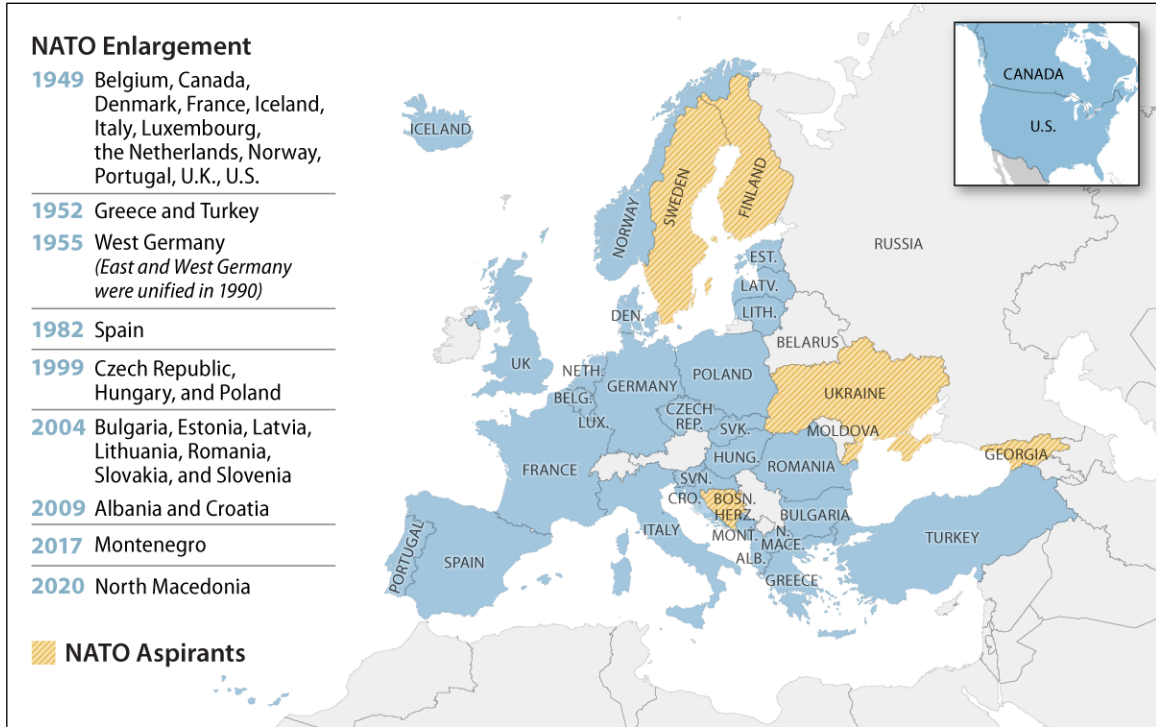 NATO Enlargement
1949 Belgium, Canada,
Denmark, France, Iceland,
Italy, Luxembourg,
the Netherlands, Norway,
Portugal, U.K., U.S.
1952 Greece and Turkey
1955 West Germany
(East and West Germany
were unified in 1990)
1982 Spain
1999 Czech Republic,
Hungary, and Poland
2004 Bulgaria, Estonia, Latvia,
Lithuania, Romania,
Slovakia, and Slovenia
2009 Albania and Croatia
2017 Montenegro
2020 North Macedonia
NATO Aspirants
CANADA
U.S.
ICELAND
NORWAY
SWEDEN
FINLAND
RUSSIA
EST.
LATV.
LITH.
DEN.
BELARUS
UK
NETH.
GERMANY
POLAND
BELG.
UKRAINE
LUX.
CZECH
REP.
SVK.
MOLDOVA
FRANCE
HUNG.
ROMANIA
GEORGIA
SVN.
CRO.
BOSN.
HERZ.
BULGARIA
ITALY
MONT.
N.
MACE.
ALB.
GREECE
TURKEY
PORTUGAL
SPAIN